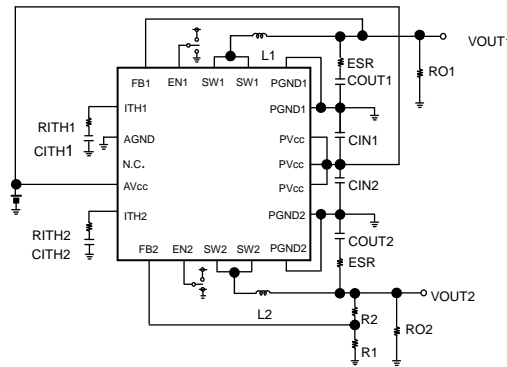 VOUT1
L1
ESR
COUT1
RO1
FB1 EN1 SW1 SW1 PGND1
PGND1
ITH1
RITH1
CITH1
AGND
PVcc
CIN1
N.C.
PVcc
PVcc
CIN2
AVcc
ITH2
PGND2
RITH2
CITH2
COUT2
ESR
FB2 EN2 SW2 SW2 PGND2
VOUT2
L2
R2
RO2
R1